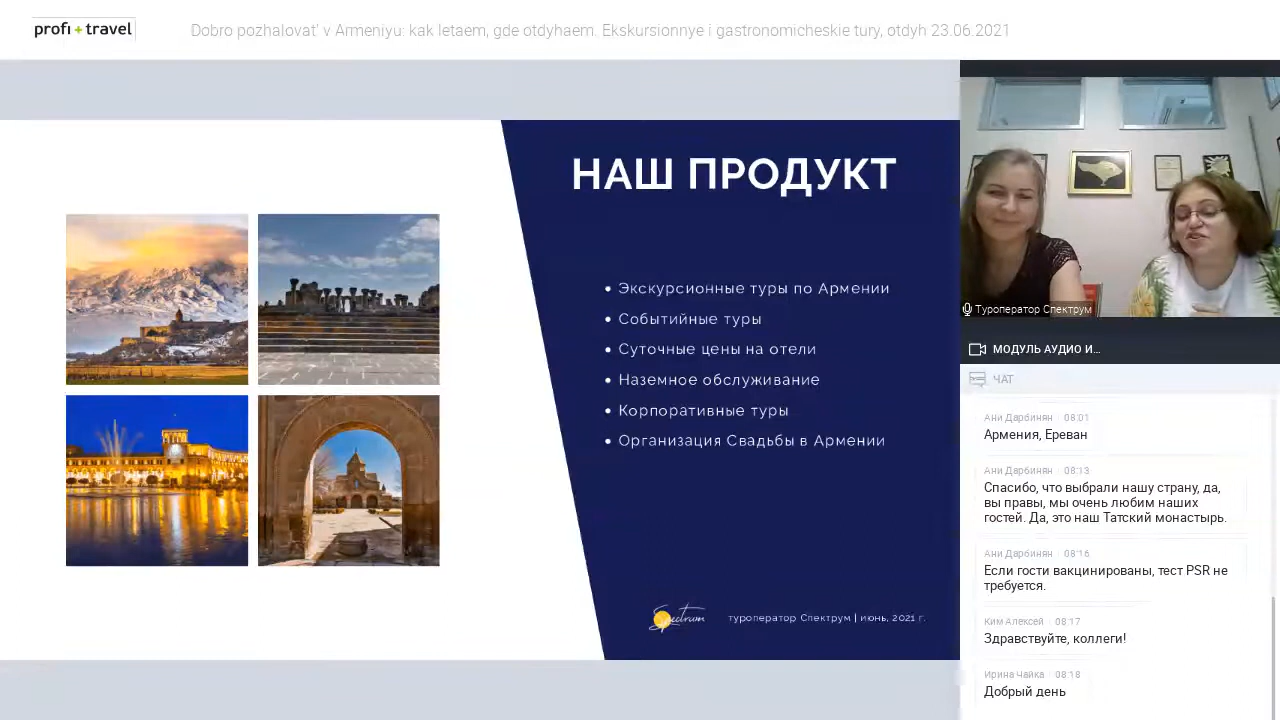 profi + travel
Dobro pozhalovat' v Armeniyu: kak letaem, gde otdyhaem. Ekskursionnye i gastronomicheskie tury, otdyh 23.06.2021
НАШ ПРОДУКТ
• Экскурсионные туры по Армении
• Событийные туры
• Суточные цены на отели
• Наземное обслуживание
• Корпоративные туры
• Организация Свадьбы в Армении
Spectrum
туроператор Спектрум | июнь, 2021 г.
Туроператор Спектрум
МОДУЛЬ АУДИО И...
ЧАТ
Ани Дарбинян 08:01
Армения, Ереван
Ани Дарбинян 08:13
Спасибо, что выбрали нашу страну, да,
вы правы, мы очень любим наших
гостей. Да, это наш Татский монастырь.
Ани Дарбинян 08:16
Если гости вакцинированы, тест PSR не
требуется.
Ким Алексей 08:17
Здравствуйте, коллеги!
Ирина Чайка 08:18
Добрый день